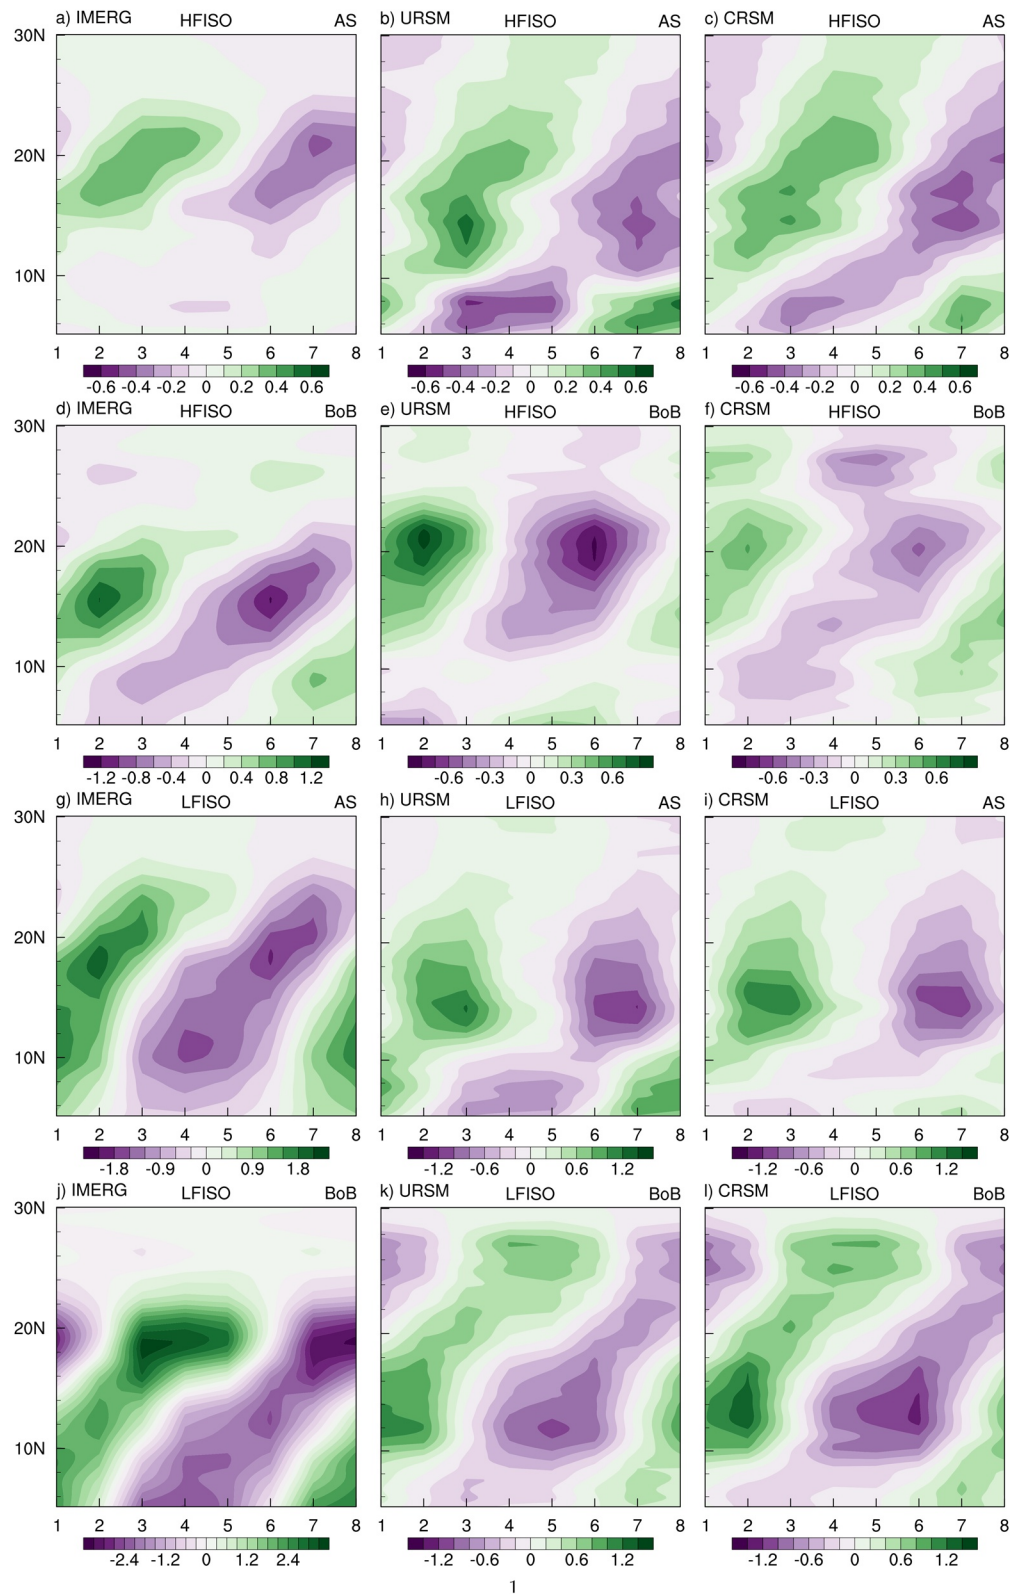 a) IMERG HFISO AS b) URSM HFISO AS c) CRSM HFISO AS
30N
20N
10N
1 2 3 4 5 6 7 8 1 2 3 4 5 6 7 8 1 2 3 4 5 6 7 8
-0.6 -0.4 -0.2 0 0.2 0.4 0.6 -0.6 -0.4 -0.2 0 0.2 0.4 0.6 -0.6 -0.4 -0.2 0 0.2 0.4 0.6
d) IMERG HFISO BoB e) URSM HFISO BoB f) CRSM HFISO BoB
30N
20N
10N
1 2 3 4 5 6 7 8 1 2 3 4 5 6 7 8 1 2 3 4 5 6 7 8
-1.2 -0.8 -0.4 0 0.4 0.8 1.2 -0.6 -0.3 0 0.3 0.6 -0.6 -0.3 0 0.3 0.6
g) IMERG LFISO AS h) URSM LFISO AS i) CRSM LFISO AS
30N
20N
10N
1 2 3 4 5 6 7 8 1 2 3 4 5 6 7 8 1 2 3 4 5 6 7 8
-1.8 -0.9 0 0.9 1.8 -1.2 -0.6 0 0.6 1.2 -1.2 -0.6 0 0.6 1.2
j) IMERG LFISO BoB k) URSM LFISO BoB l) CRSM LFISO BoB
30N
20N
10N
1 2 3 4 5 6 7 8 1 2 3 4 5 6 7 8 1 2 3 4 5 6 7 8
-2.4 -1.2 0 1.2 2.4 -1.2 -0.6 0 0.6 1.2 -1.2 -0.6 0 0.6 1.2
1